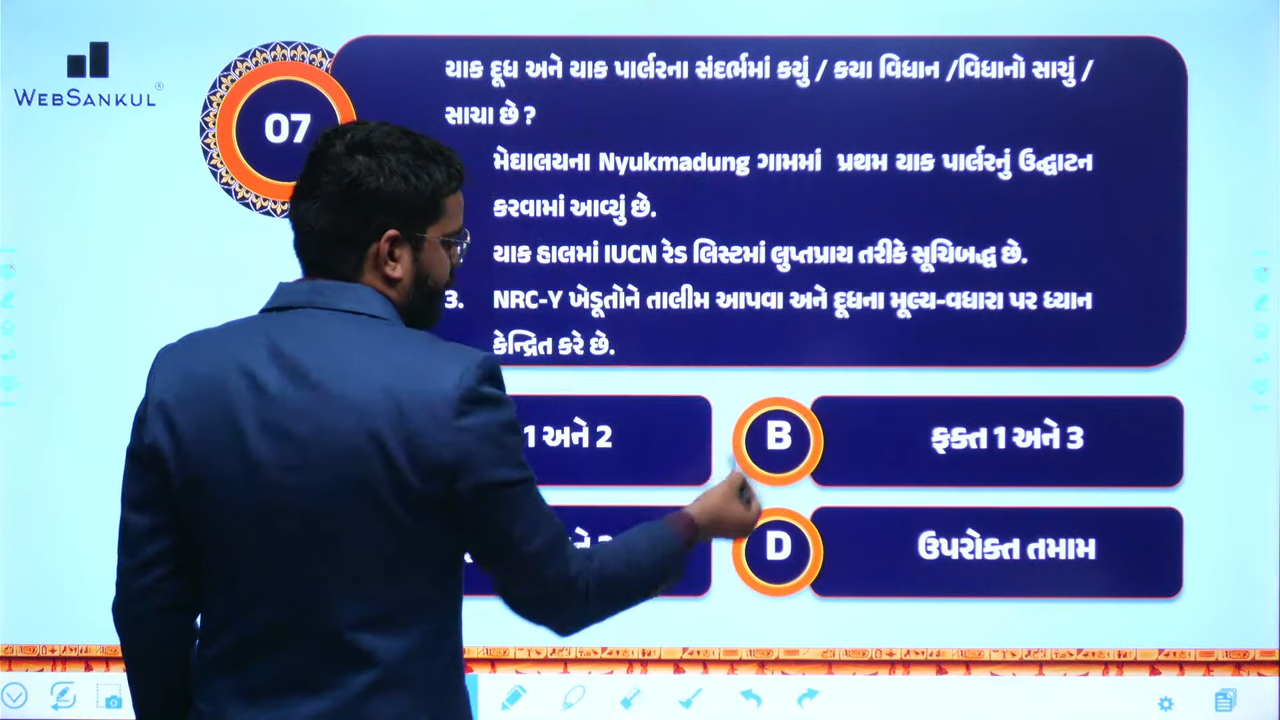 WEBSANKUL®
07
યાક દૂધ અને યાક પાર્લરના સંદર્ભમાં કયું / કયા વિધાન /વિધાનો સાચું /
સાચા છે ?
મેઘાલયના Nyukmadung ગામમાં પ્રથમ યાક પાર્લરનું ઉદ્ઘાટન
કરવામાં આવ્યું છે.
યાક હાલમાં IUCN રેડ લિસ્ટમાં લુપ્તપ્રાય તરીકે સૂચિબદ્ધ છે.
3. NRC-Y ખેડૂતોને તાલીમ આપવા અને દૂધના મૂલ્ય-વધારા પર ધ્યાન
કેન્દ્રિત કરે છે.
1 અને 2
B ફક્ત 1 અને 3
D ઉપરોક્ત તમામ